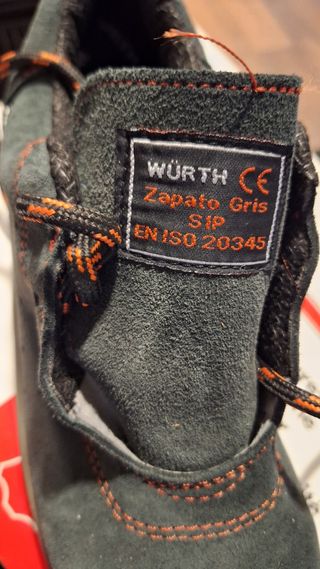 WÜRTH CE
Zapato Gris
S1P
EN ISO 20345